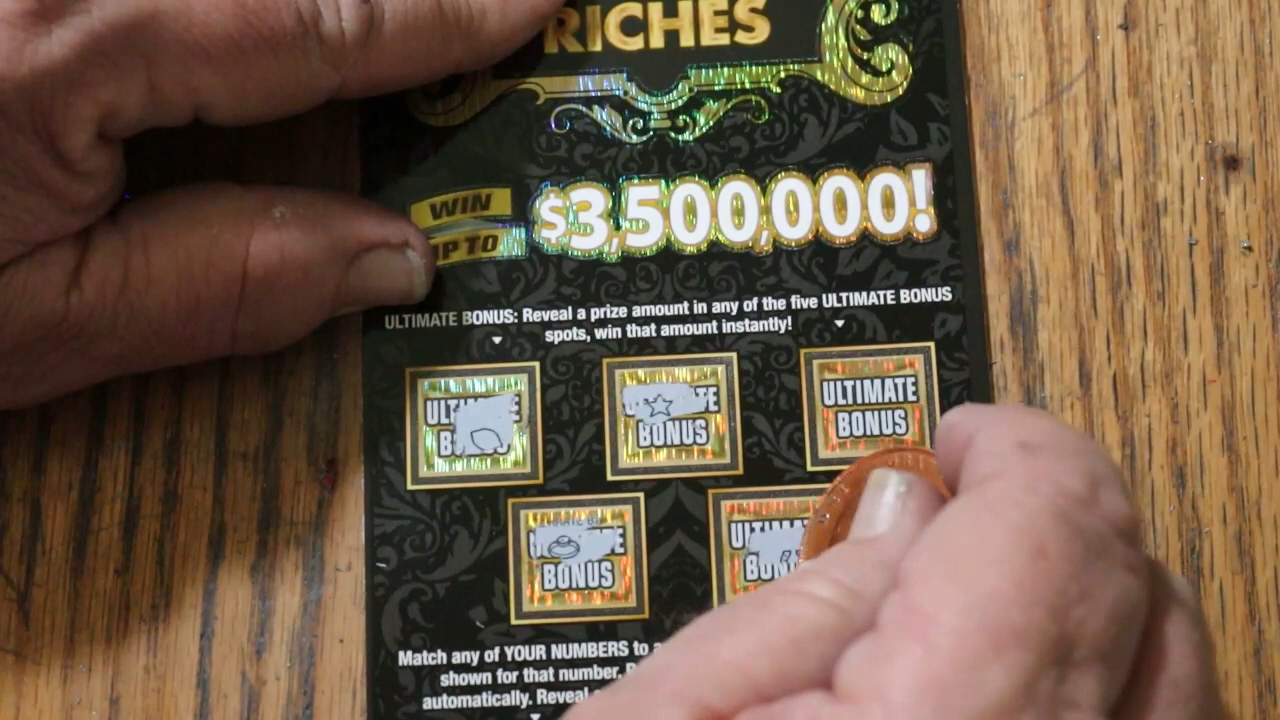 RICHES
WIN
UP TO
$3,500,000!
ULTIMATE BONUS: Reveal a prize amount in any of the five ULTIMATE BONUS
spots, win that amount instantly!
BONUS
ULTIMATE
BONUS
BONUS
Match any of YOUR NUMBERS to
shown for that number.
automatically. Reveal